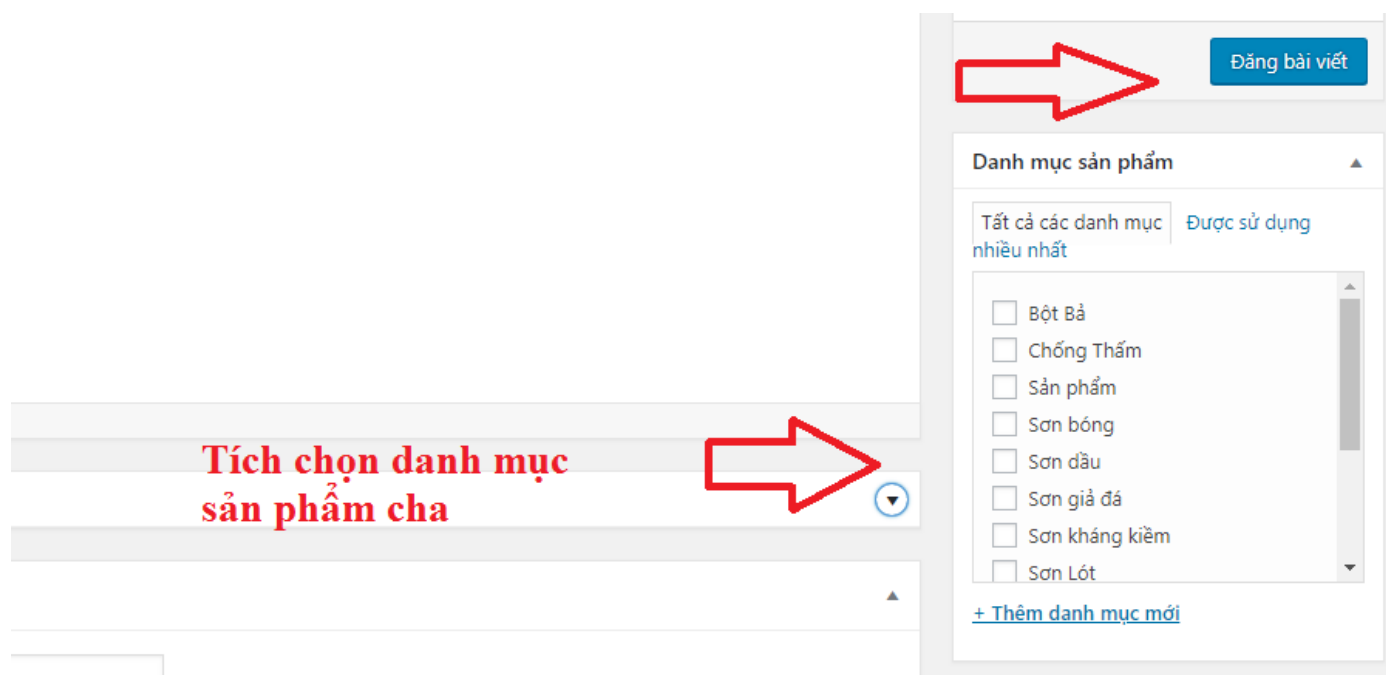 Đăng bài viết
Danh mục sản phẩm
Tất cả các danh mục Được sử dụng
nhiều nhất
Bột Bả
Chống Thấm
Sản phẩm
Sơn bóng
Sơn dầu
Sơn giả đá
Sơn kháng kiềm
Sơn Lót
+ Thêm danh mục mới
Tích chọn danh mục
sản phẩm cha